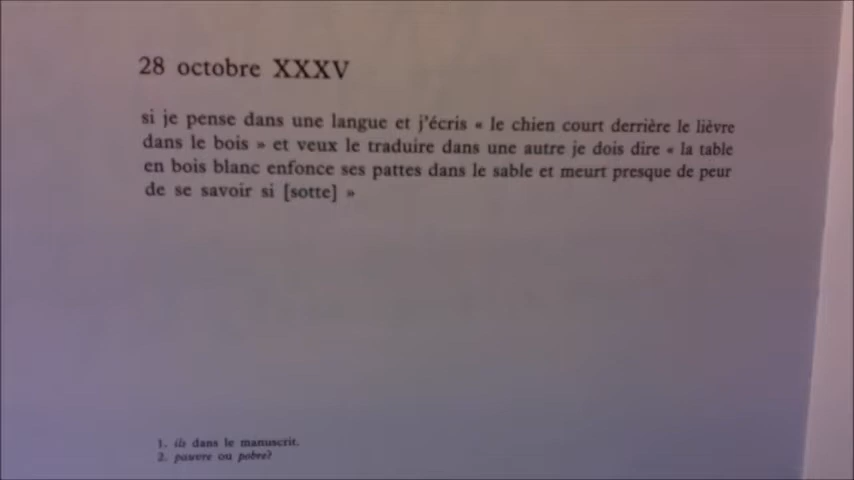 28 octobre XXXV
si je pense dans une langue et j'écris « le chien court derrière le lièvre
dans le bois » et veux le traduire dans une autre je dois dire « la table
en bois blanc enfonce ses pattes dans le sable et meurt presque de peur
de se savoir si [sotte] »
1. ils dans le manuscrit.
2. pauvre ou pobre?